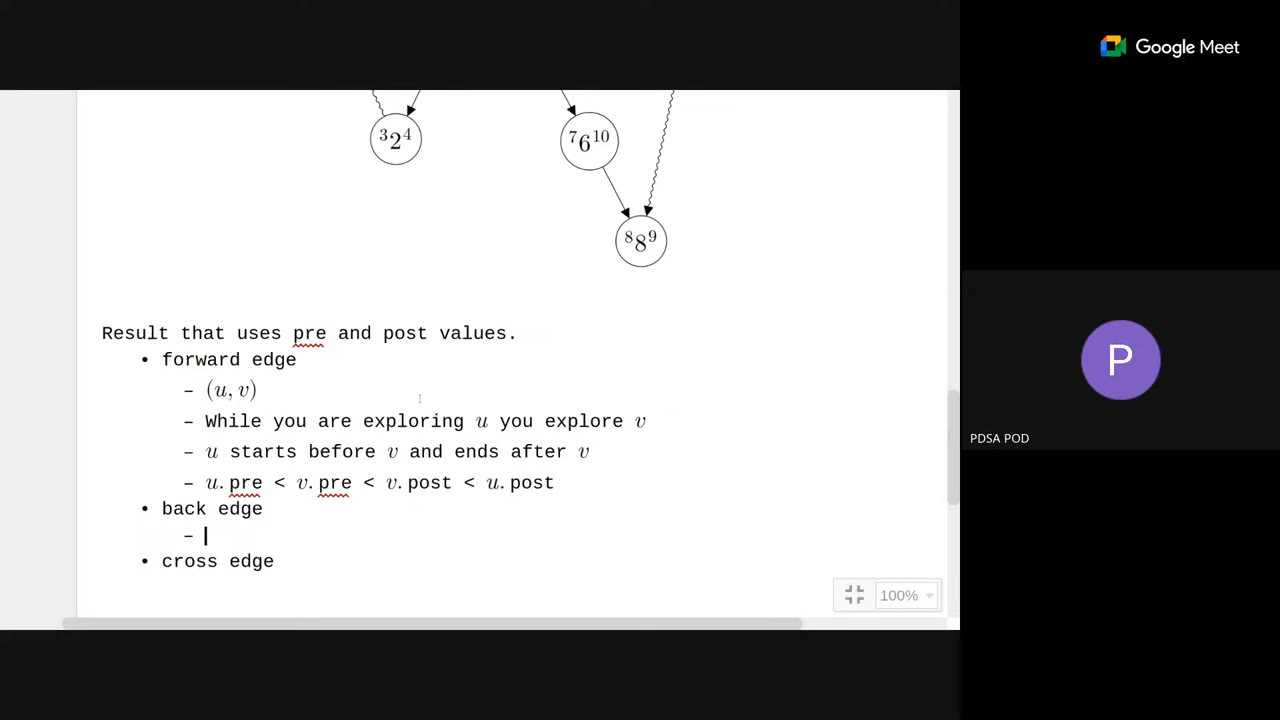 Google Meet
³2⁴
⁷6¹⁰
⁸8⁹
Result that uses pre and post values.
• forward edge
– (u, v)
– While you are exploring u you explore v
– u starts before v and ends after v
– u. pre < v. pre < v. post < u. post
• back edge
–
• cross edge
100%
P
PDSA POD